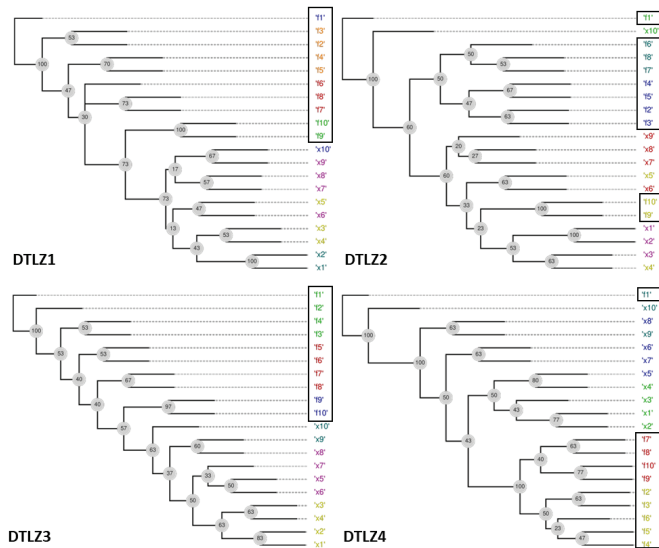 'f1'
'f3'
53
'f2'
'f4'
100
70
'f5'
47
'f6'
'f8'
73
'f7'
30
'f10'
100
'f9'
'x10'
67
73
'x9'
17
'x8'
57
'x7'
73
'x5'
47
'x6'
13
'x3'
53
'x4'
43
'x2'
100
'x1'
DTLZ1
'f1'
'x10'
'f6'
50
'f8'
53
'f7'
100
50
'f4'
67
'f5'
47
'f2'
63
'f3'
60
'x9'
20
'x8'
27
'x7'
60
'x5'
63
'x6'
33
'f10'
100
'f9'
23
'x1'
100
'x2'
53
'x3'
63
'x4'
DTLZ2
'f1'
'f2'
'f4'
100
53
'f3'
'f5'
53
53
'f6'
'f7'
40
67
'f8'
'f9'
40
97
'f10'
57
'x10'
'x9'
60
63
'x8'
'x7'
37
33
'x5'
50
'x6'
50
'x3'
63
'x4'
63
'x2'
63
'x1'
DTLZ3
'f1'
'x10'
'x8'
63
'x9'
100
'x6'
63
'x7'
100
'x5'
80
'x4'
50
50
'x3'
43
'x1'
77
'x2'
43
'f7'
40
'f8'
'f10'
77
'f9'
100
'f2'
63
'f3'
50
'f6'
23
'f5'
47
'f4'
DTLZ4